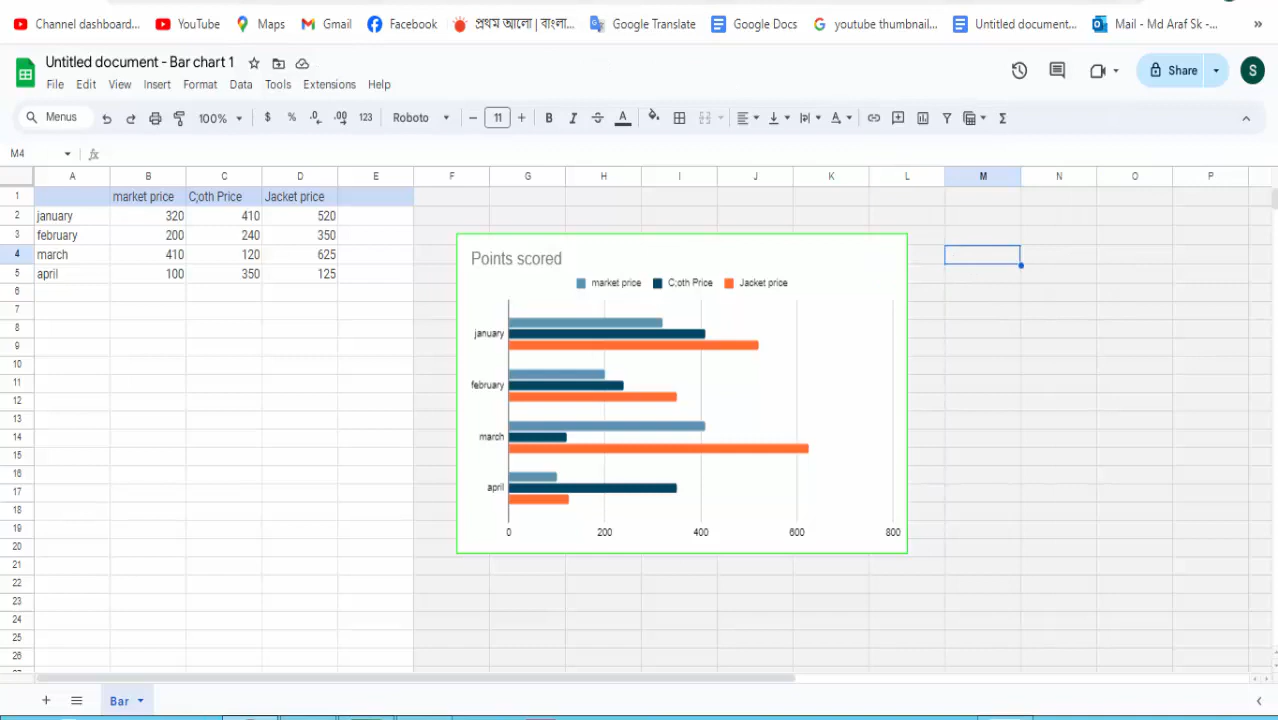 Channel dashboard... YouTube Maps Gmail Facebook প্রথম আলো | বাংলা... Google Translate Google Docs youtube thumbnail... Untitled document... Mail - Md Araf Sk -... »
Untitled document - Bar chart 1
File Edit View Insert Format Data Tools Extensions Help
Share S
Menus 100% $ % .0 .00 123 Roboto − 11 + B I S A Σ
M4 fx
A B C D E F G H I J K L M N O P
1 market price C;oth Price Jacket price
2 january 320 410 520
3 february 200 240 350
4 march 410 120 625
5 april 100 350 125
6
7
8
9
10
11
12
13
14
15
16
17
18
19
20
21
22
23
24
25
26
Points scored
market price C;oth Price Jacket price
january
february
march
april
0 200 400 600 800
+ Bar